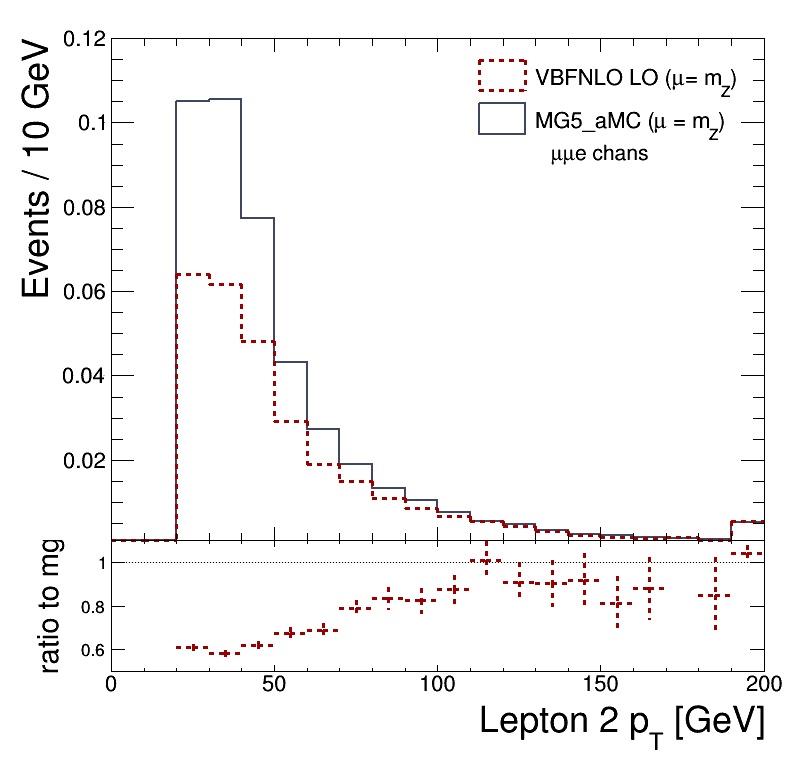 0.12
0.1
0.08
0.06
0.04
0.02
Events / 10 GeV
VBFNLO LO (μ= m_Z)
MG5_aMC (μ = m_Z)
μμe chans
1
0.8
0.6
ratio to mg
0 50 100 150 200
Lepton 2 p_T [GeV]